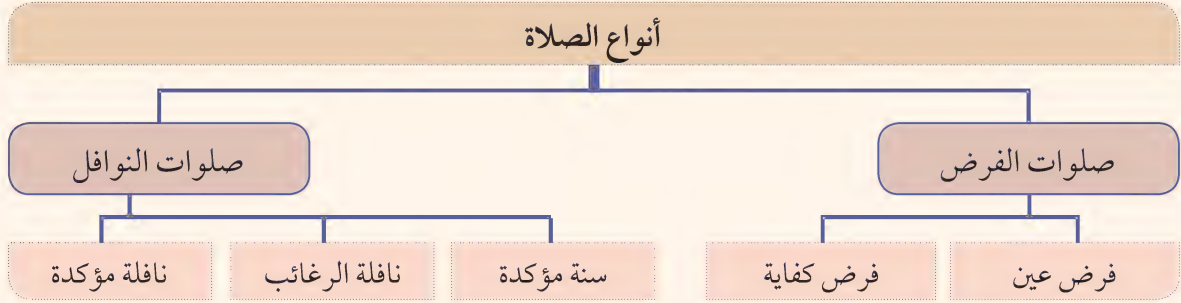 أنواع الصلاة
صلوات الفرض
صلوات النوافل
فرض عين
فرض كفاية
سنة مؤكدة
نافلة الرغائب
نافلة مؤكدة